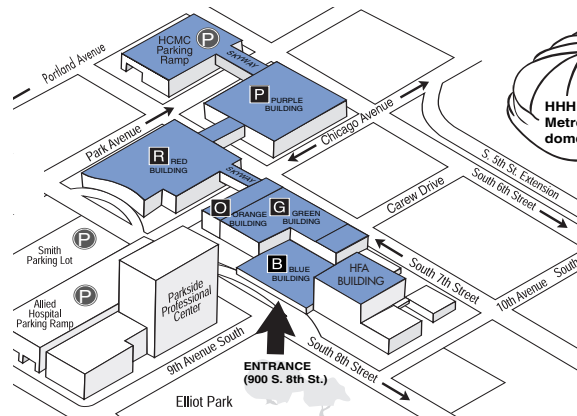 HCMC
Parking
Ramp
P
Portland Avenue
SKYWAY
P PURPLE
BUILDING
HHH
Metro
dome
Park Avenue
Chicago Avenue
S. 5th St. Extension
South 6th Street
R RED
BUILDING
SKYWAY
Carew Drive
O ORANGE
BUILDING
G GREEN
BUILDING
Smith
Parking Lot
P
B BLUE
BUILDING
HFA
BUILDING
South 7th Street
10th Avenue South
Allied
Hospital
Parking Ramp
P
Parkside
Professional
Center
9th Avenue South
South 8th Street
ENTRANCE
(900 S. 8th St.)
Elliot Park